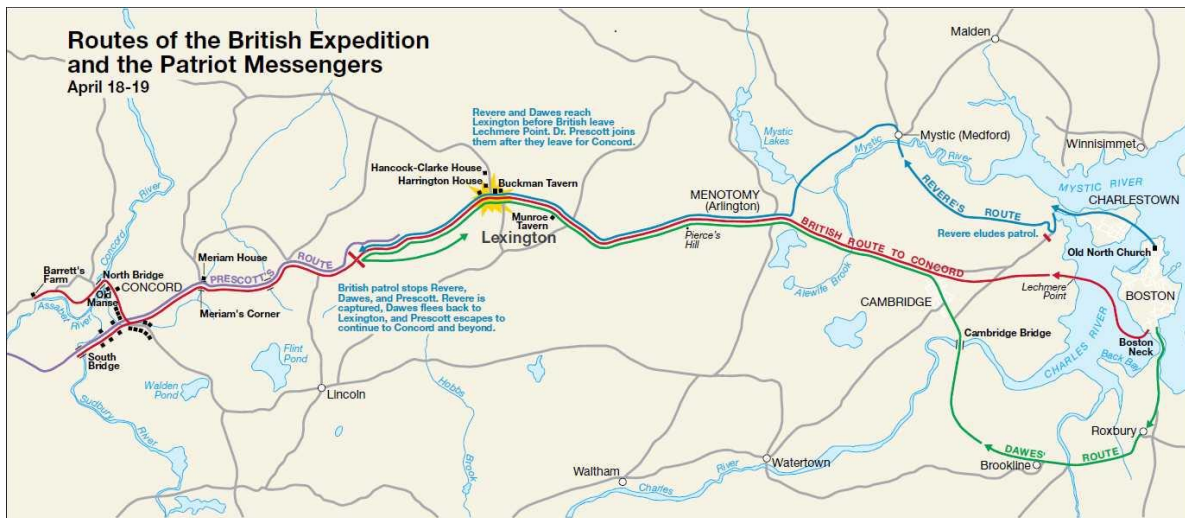 Routes of the British Expedition
and the Patriot Messengers
April 18-19
Malden
Revere and Dawes reach
Lexington before British leave
Lechmere Point. Dr. Prescott joins
them after they leave for Concord.
Mystic
Lakes
Mystic
River
Mystic (Medford)
Winnisimmet
MYSTIC RIVER
CHARLESTOWN
REVERE'S ROUTE
Revere eludes patrol.
Old North Church
Hancock-Clarke House
Harrington House
Buckman Tavern
Munroe
Tavern
Lexington
MENOTOMY
(Arlington)
Pierce's
Hill
BRITISH ROUTE TO CONCORD
Alewife Brook
Lechmere
Point
BOSTON
CAMBRIDGE
Cambridge Bridge
CHARLES RIVER
Back Bay
Boston
Neck
Concord
River
Barrett's
Farm
North Bridge
CONCORD
Old
Manse
Assabet
River
Meriam House
PRESCOTT'S ROUTE
Meriam's Corner
British patrol stops Revere,
Dawes, and Prescott. Revere is
captured, Dawes flees back to
Lexington, and Prescott escapes to
continue to Concord and beyond.
South
Bridge
Flint
Pond
Walden
Pond
Sudbury
River
Lincoln
Hobbs
Brook
Waltham
Charles
River
Watertown
Brookline
DAWES' ROUTE
Roxbury